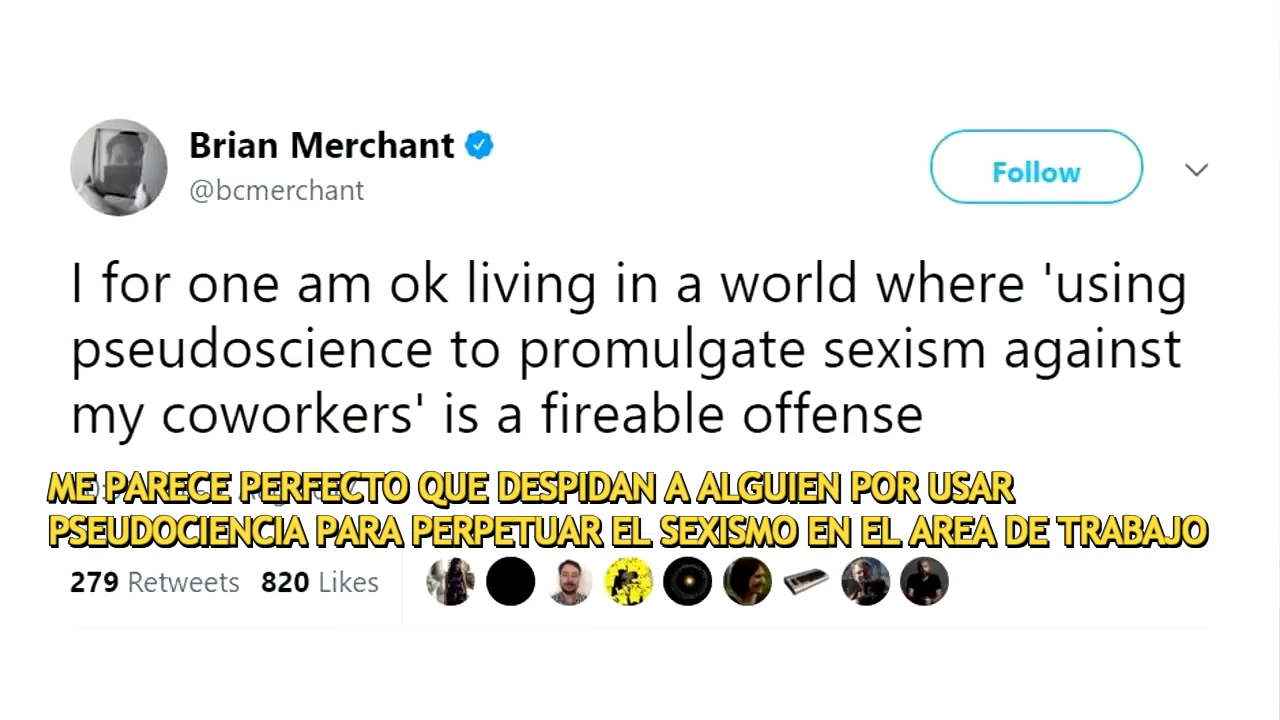 Brian Merchant
@bcmerchant
Follow
I for one am ok living in a world where 'using
pseudoscience to promulgate sexism against
my coworkers' is a fireable offense
ME PARECE PERFECTO QUE DESPIDAN A ALGUIEN POR USAR
PSEUDOCIENCIA PARA PERPETUAR EL SEXISMO EN EL AREA DE TRABAJO
279 Retweets 820 Likes